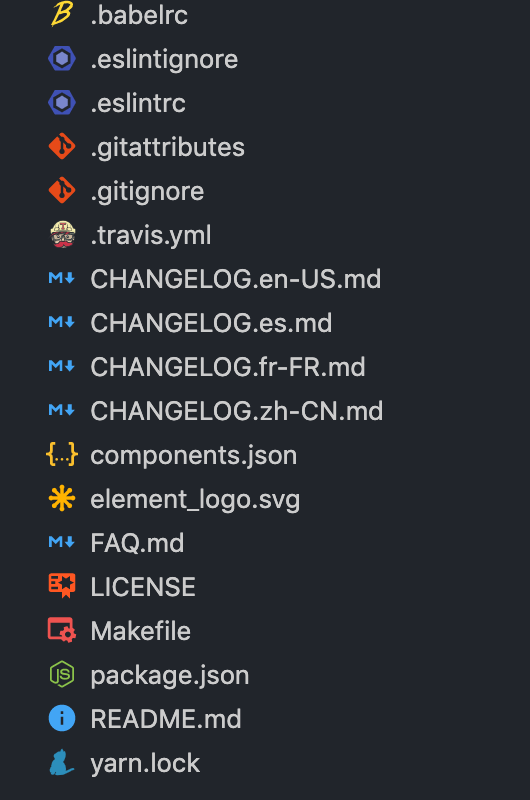 .babelrc
.eslintignore
.eslintrc
.gitattributes
.gitignore
.travis.yml
CHANGELOG.en-US.md
CHANGELOG.es.md
CHANGELOG.fr-FR.md
CHANGELOG.zh-CN.md
components.json
element_logo.svg
FAQ.md
LICENSE
Makefile
package.json
README.md
yarn.lock